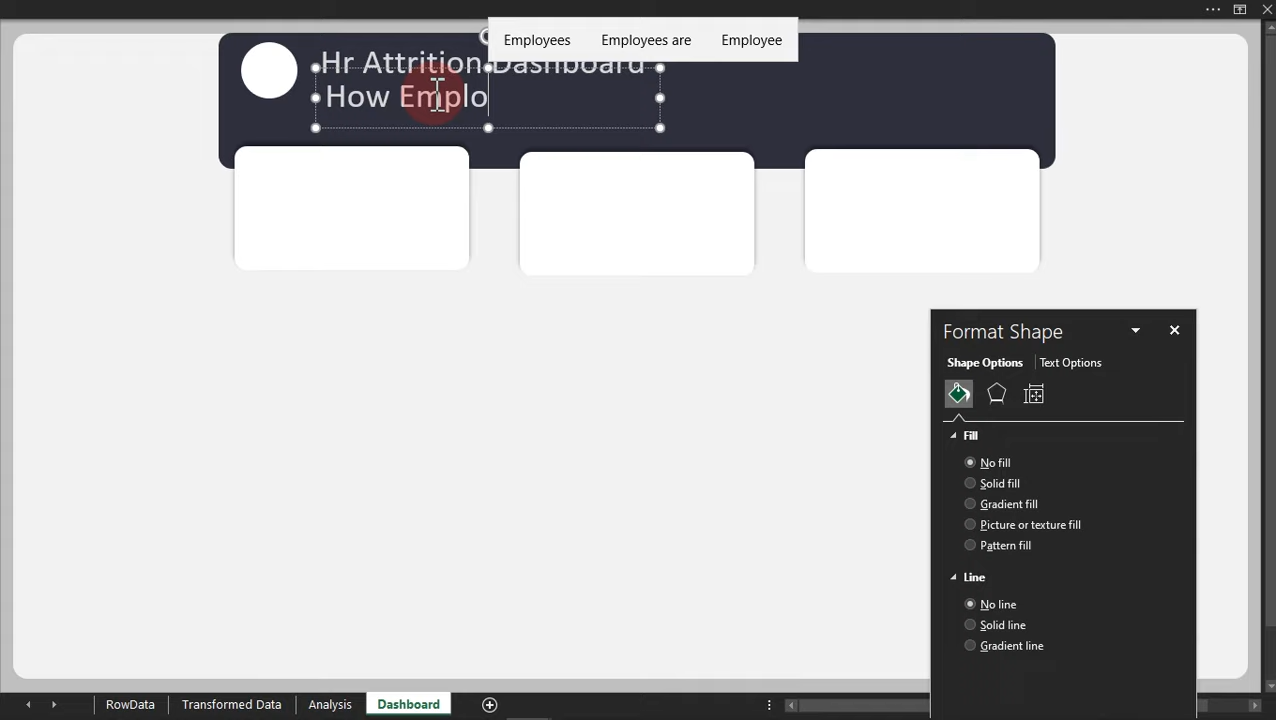 Employees
Employees are
Employee
Hr Attrition Dashboard
How Emplo
Format Shape
Shape Options
Text Options
Fill
No fill
Solid fill
Gradient fill
Picture or texture fill
Pattern fill
Line
No line
Solid line
Gradient line
RowData
Transformed Data
Analysis
Dashboard